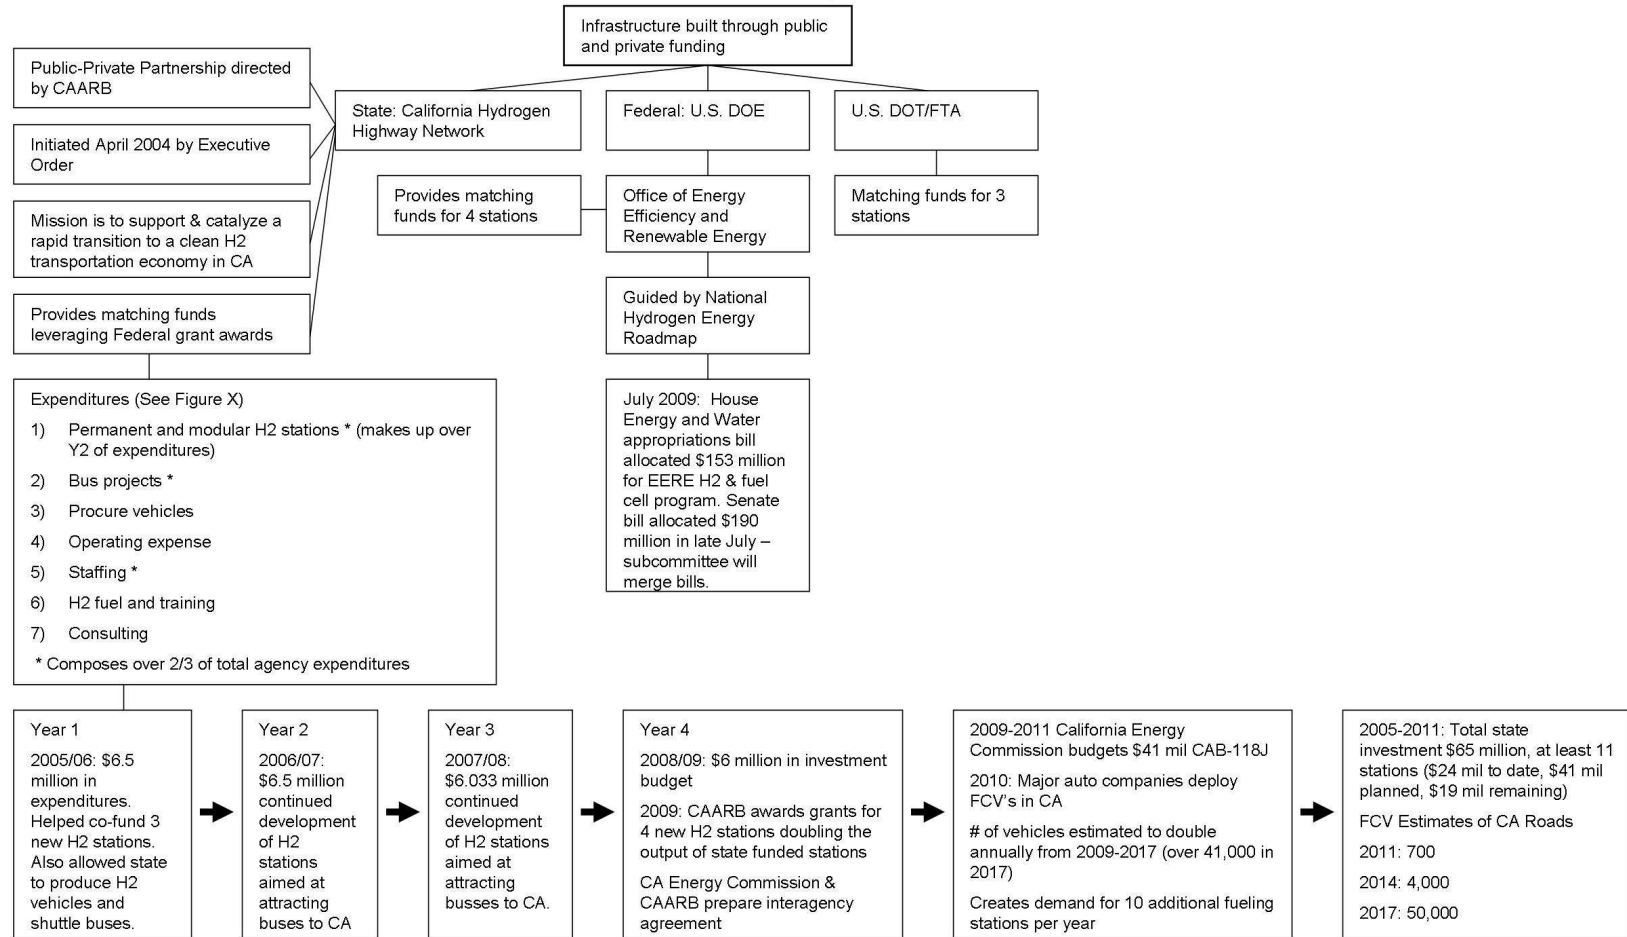 Infrastructure built through public
and private funding
Public-Private Partnership directed
by CAARB
Initiated April 2004 by Executive
Order
Mission is to support & catalyze a
rapid transition to a clean H2
transportation economy in CA
Provides matching funds
leveraging Federal grant awards
State: California Hydrogen
Highway Network
Federal: U.S. DOE
U.S. DOT/FTA
Provides matching
funds for 4 stations
Office of Energy
Efficiency and
Renewable Energy
Matching funds for 3
stations
Guided by National
Hydrogen Energy
Roadmap
July 2009:  House
Energy and Water
appropriations bill
allocated $153 million
for EERE H2 & fuel
cell program. Senate
bill allocated $190
million in late July –
subcommittee will
merge bills.
Expenditures (See Figure X)
1) Permanent and modular H2 stations * (makes up over
Y2 of expenditures)
2) Bus projects *
3) Procure vehicles
4) Operating expense
5) Staffing *
6) H2 fuel and training
7) Consulting
* Composes over 2/3 of total agency expenditures
Year 1
2005/06: $6.5
million in
expenditures.
Helped co-fund 3
new H2 stations.
Also allowed state
to produce H2
vehicles and
shuttle buses.
Year 2
2006/07:
$6.5 million
continued
development
of H2
stations
aimed at
attracting
buses to CA
Year 3
2007/08:
$6.033 million
continued
development
of H2 stations
aimed at
attracting
busses to CA.
Year 4
2008/09: $6 million in investment
budget
2009: CAARB awards grants for
4 new H2 stations doubling the
output of state funded stations
CA Energy Commission &
CAARB prepare interagency
agreement
2009-2011 California Energy
Commission budgets $41 mil CAB-118J
2010: Major auto companies deploy
FCV's in CA
# of vehicles estimated to double
annually from 2009-2017 (over 41,000 in
2017)
Creates demand for 10 additional fueling
stations per year
2005-2011: Total state
investment $65 million, at least 11
stations ($24 mil to date, $41 mil
planned, $19 mil remaining)
FCV Estimates of CA Roads
2011: 700
2014: 4,000
2017: 50,000